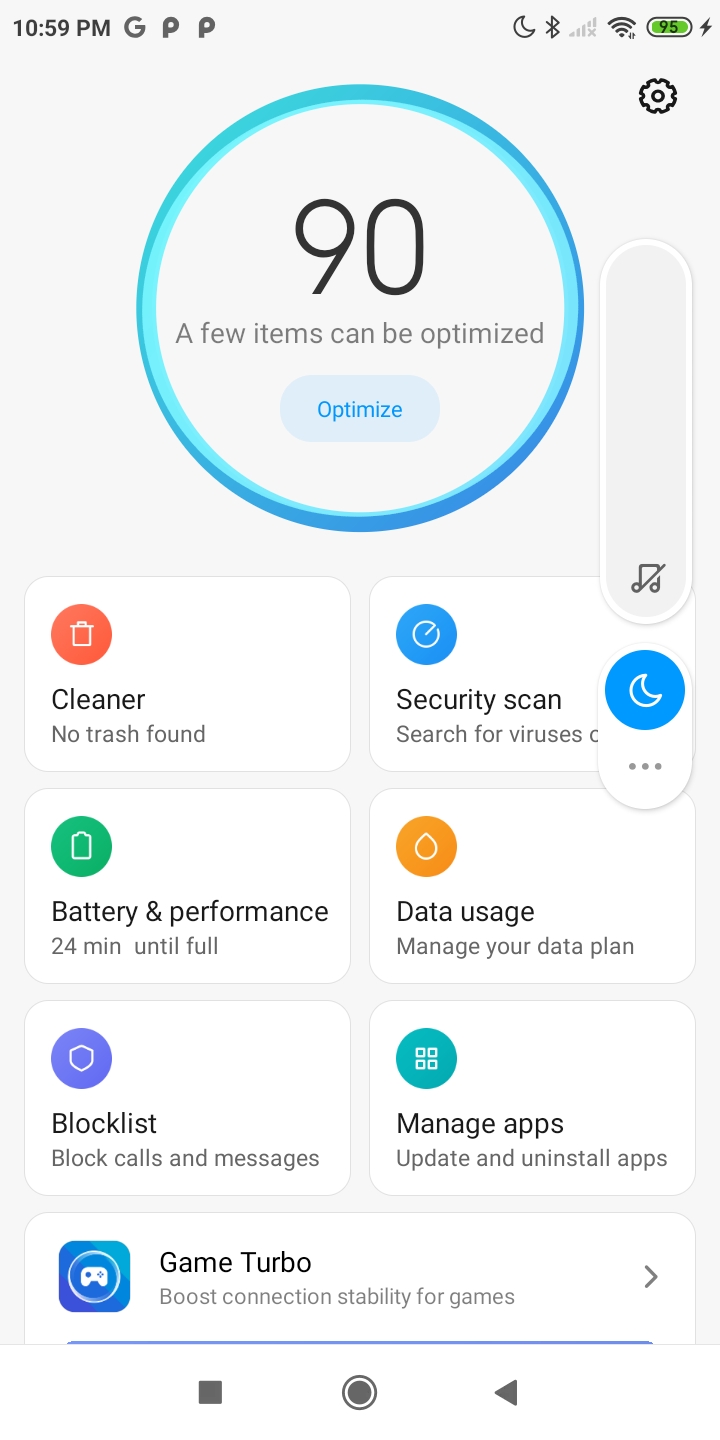 10:59 PM G P P 95
90
A few items can be optimized
Optimize
Cleaner
No trash found
Security scan
Search for viruses
Battery & performance
24 min until full
Data usage
Manage your data plan
Blocklist
Block calls and messages
Manage apps
Update and uninstall apps
Game Turbo
Boost connection stability for games